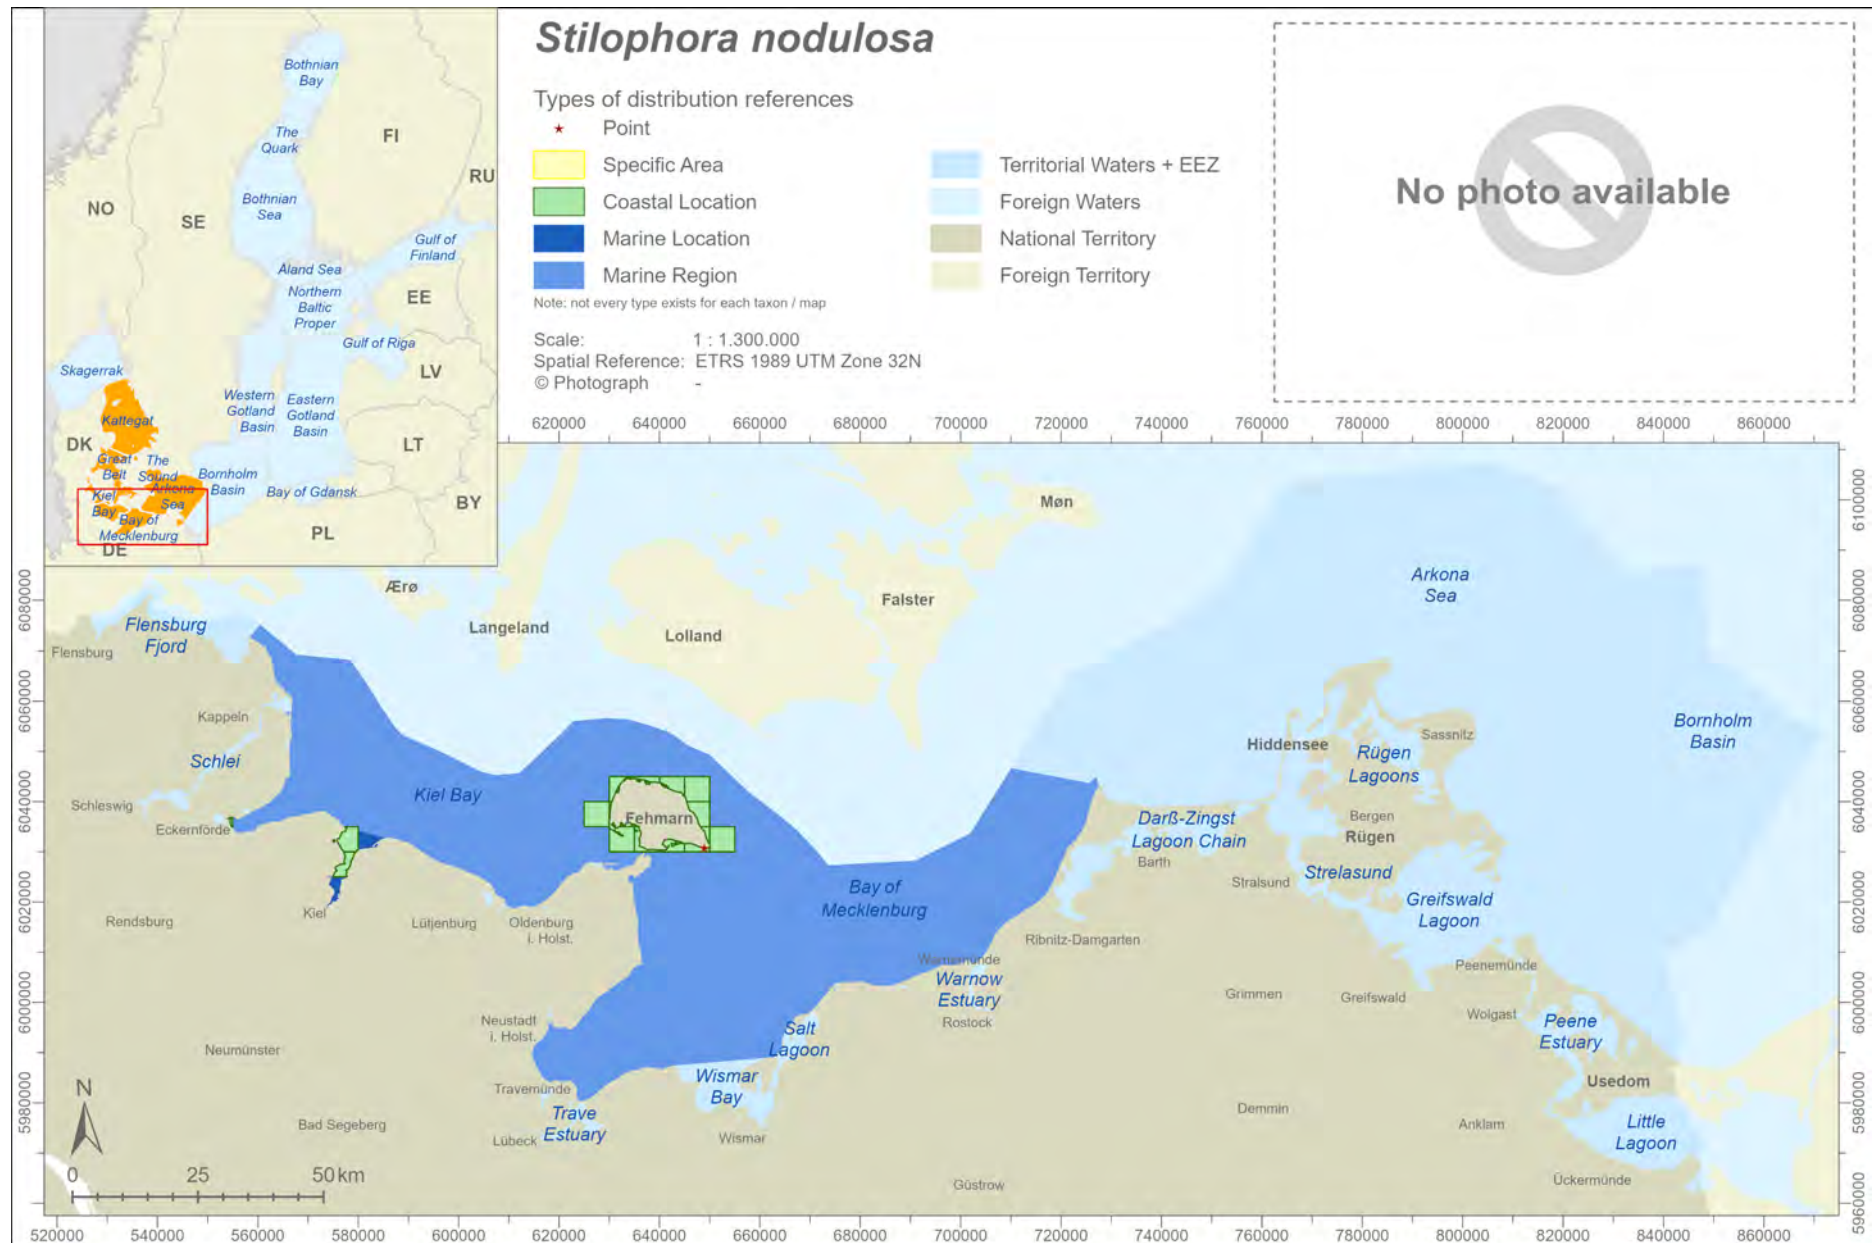 Stilophora nodulosa
Types of distribution references
Point
Specific Area
Coastal Location
Marine Location
Marine Region
Territorial Waters + EEZ
Foreign Waters
National Territory
Foreign Territory
Note: not every type exists for each taxon / map
Scale: 1 : 1.300.000
Spatial Reference: ETRS 1989 UTM Zone 32N
© Photograph -
No photo available
Bothnian
Bay
The
Quark
FI
RU
NO
SE
Bothnian
Sea
Gulf of
Finland
Åland Sea
Northern
Baltic
Proper
EE
Gulf of Riga
Skagerrak
LV
Western
Gotland
Basin
Eastern
Gotland
Basin
Kattegat
DK
LT
Great
Belt
The
Sound
Bornholm
Basin
Arkona
Sea
Bay of Gdansk
Kiel
Bay
Bay of
Mecklenburg
BY
PL
DE
620000 640000 660000 680000 700000 720000 740000 760000 780000 800000 820000 840000 860000
6100000
6080000
6060000
6040000
6020000
6000000
5980000
5960000
6080000
6060000
6040000
6020000
6000000
5980000
Møn
Ærø
Arkona
Sea
Falster
Langeland
Lolland
Flensburg
Fjord
Flensburg
Kappeln
Schlei
Schleswig
Eckernförde
Kiel Bay
Fehmarn
Hiddensee
Sassnitz
Rügen
Lagoons
Bornholm
Basin
Bergen
Rügen
Darß-Zingst
Lagoon Chain
Barth
Stralsund
Strelasund
Greifswald
Lagoon
Bay of
Mecklenburg
Rendsburg
Kiel
Lütjenburg
Oldenburg
i. Holst.
Ribnitz-Damgarten
Warnemünde
Warnow
Estuary
Rostock
Peenemünde
Grimmen
Greifswald
Wolgast
Peene
Estuary
Neustadt
i. Holst.
Salt
Lagoon
Neumünster
Wismar
Bay
Usedom
Travemünde
Trave
Estuary
Demmin
Anklam
Little
Lagoon
Bad Segeberg
Lübeck
Wismar
Güstrow
Ückermünde
N
0 25 50 km
520000 540000 560000 580000 600000 620000 640000 660000 680000 700000 720000 740000 760000 780000 800000 820000 840000 860000